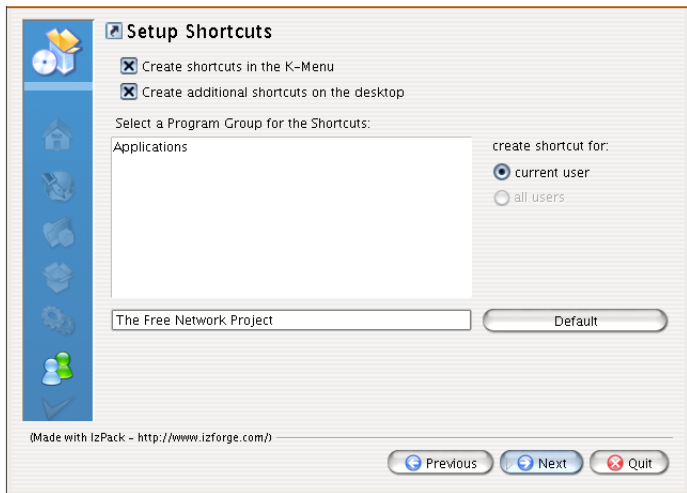 Setup Shortcuts
Create shortcuts in the K-Menu
Create additional shortcuts on the desktop
Select a Program Group for the Shortcuts:
Applications
create shortcut for:
current user
all users
The Free Network Project
Default
(Made with IzPack - http://www.izforge.com/)
Previous
Next
Quit